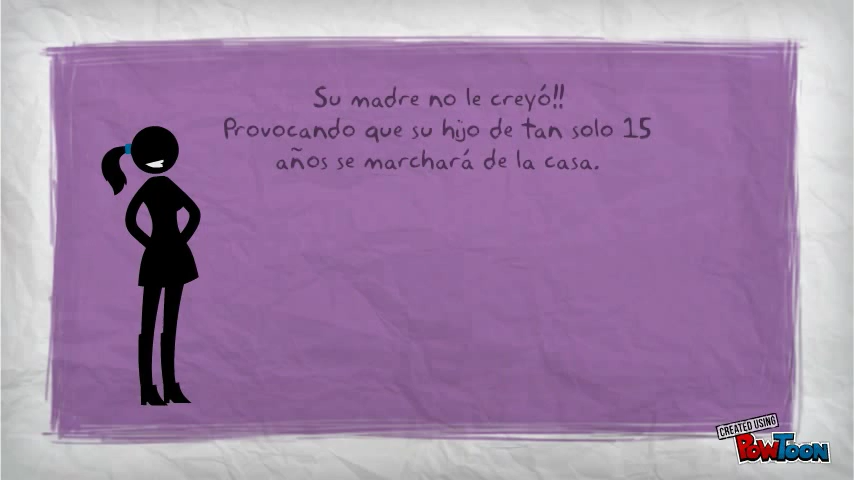 Su madre no le creyó!!
Provocando que su hijo de tan solo 15
años se marchará de la casa.
CREATED USING
POWTOON